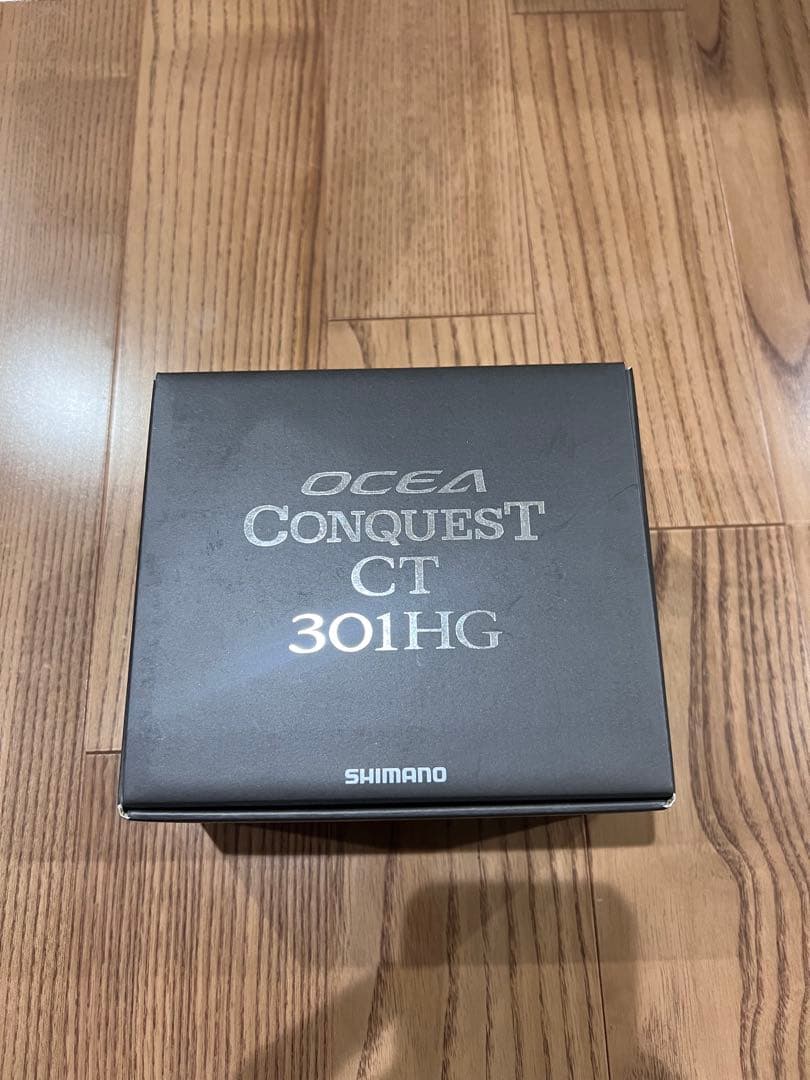 OCEA
CONQUEST
CT
301HG
SHIMANO